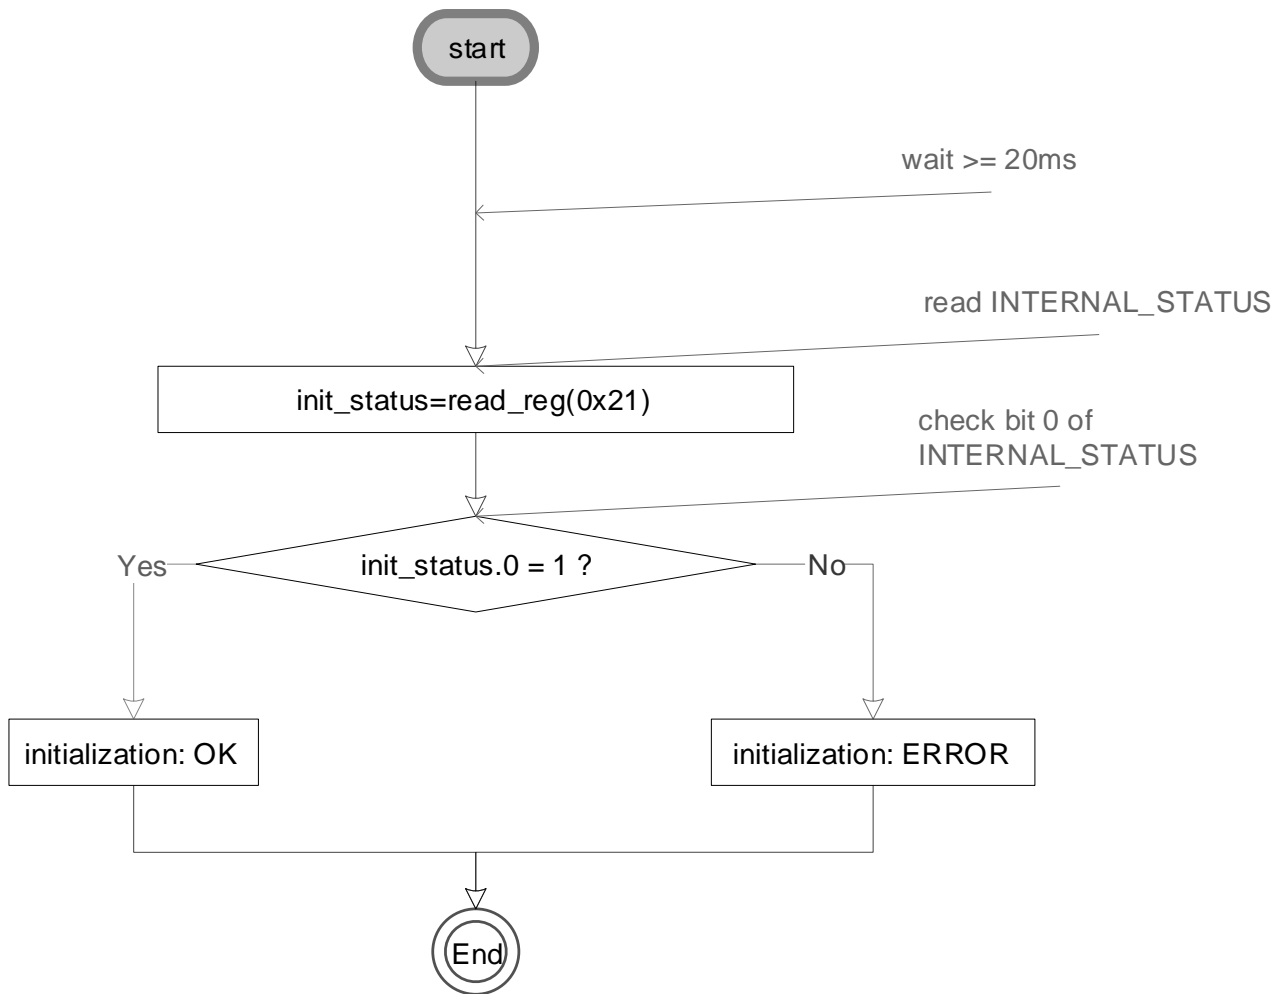 start
wait >= 20ms
read INTERNAL_STATUS
init_status=read_reg(0x21)
check bit 0 of
INTERNAL_STATUS
Yes
init_status.0 = 1 ?
No
initialization: OK
initialization: ERROR
End